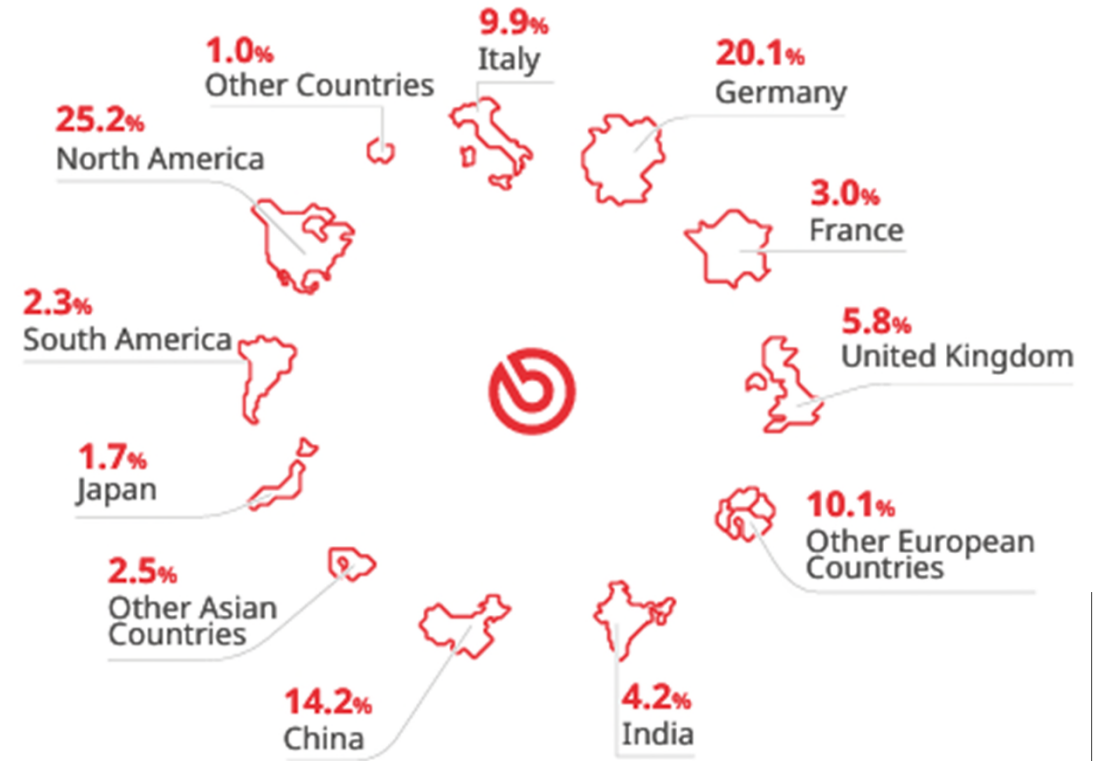 9.9%
Italy
20.1%
Germany
3.0%
France
5.8%
United Kingdom
10.1%
Other European
Countries
4.2%
India
14.2%
China
2.5%
Other Asian
Countries
1.7%
Japan
2.3%
South America
25.2%
North America
1.0%
Other Countries